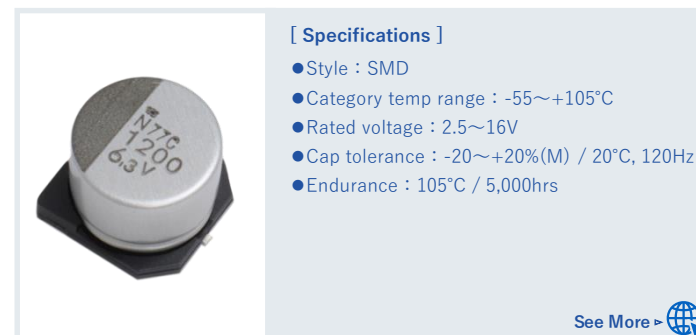 N77C
1200
6.3V
[ Specifications ]
●Style：SMD
●Category temp range：-55～+105℃
●Rated voltage：2.5～16V
●Cap tolerance：-20～+20%(M) / 20℃, 120Hz
●Endurance：105℃ / 5,000hrs
See More ▹